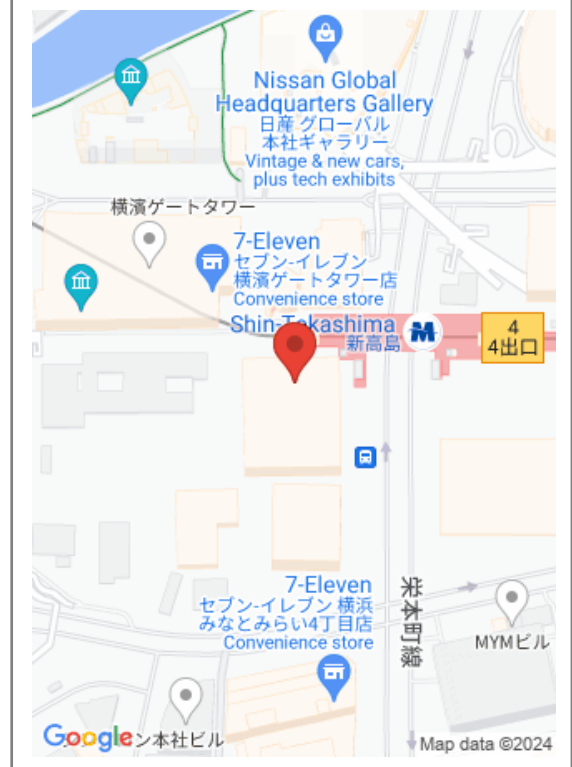 Nissan Global
Headquarters Gallery
日産 グローバル
本社ギャラリー
Vintage & new cars,
plus tech exhibits
横濱ゲートタワー
7-Eleven
セブン-イレブン
横濱ゲートタワー店
Convenience store
Shin-Takashima
新高島
4
4出口
7-Eleven
セブン-イレブン 横浜
みなとみらい4丁目店
Convenience store
栄本町線
MYMビル
Google
ン本社ビル
Map data ©2024